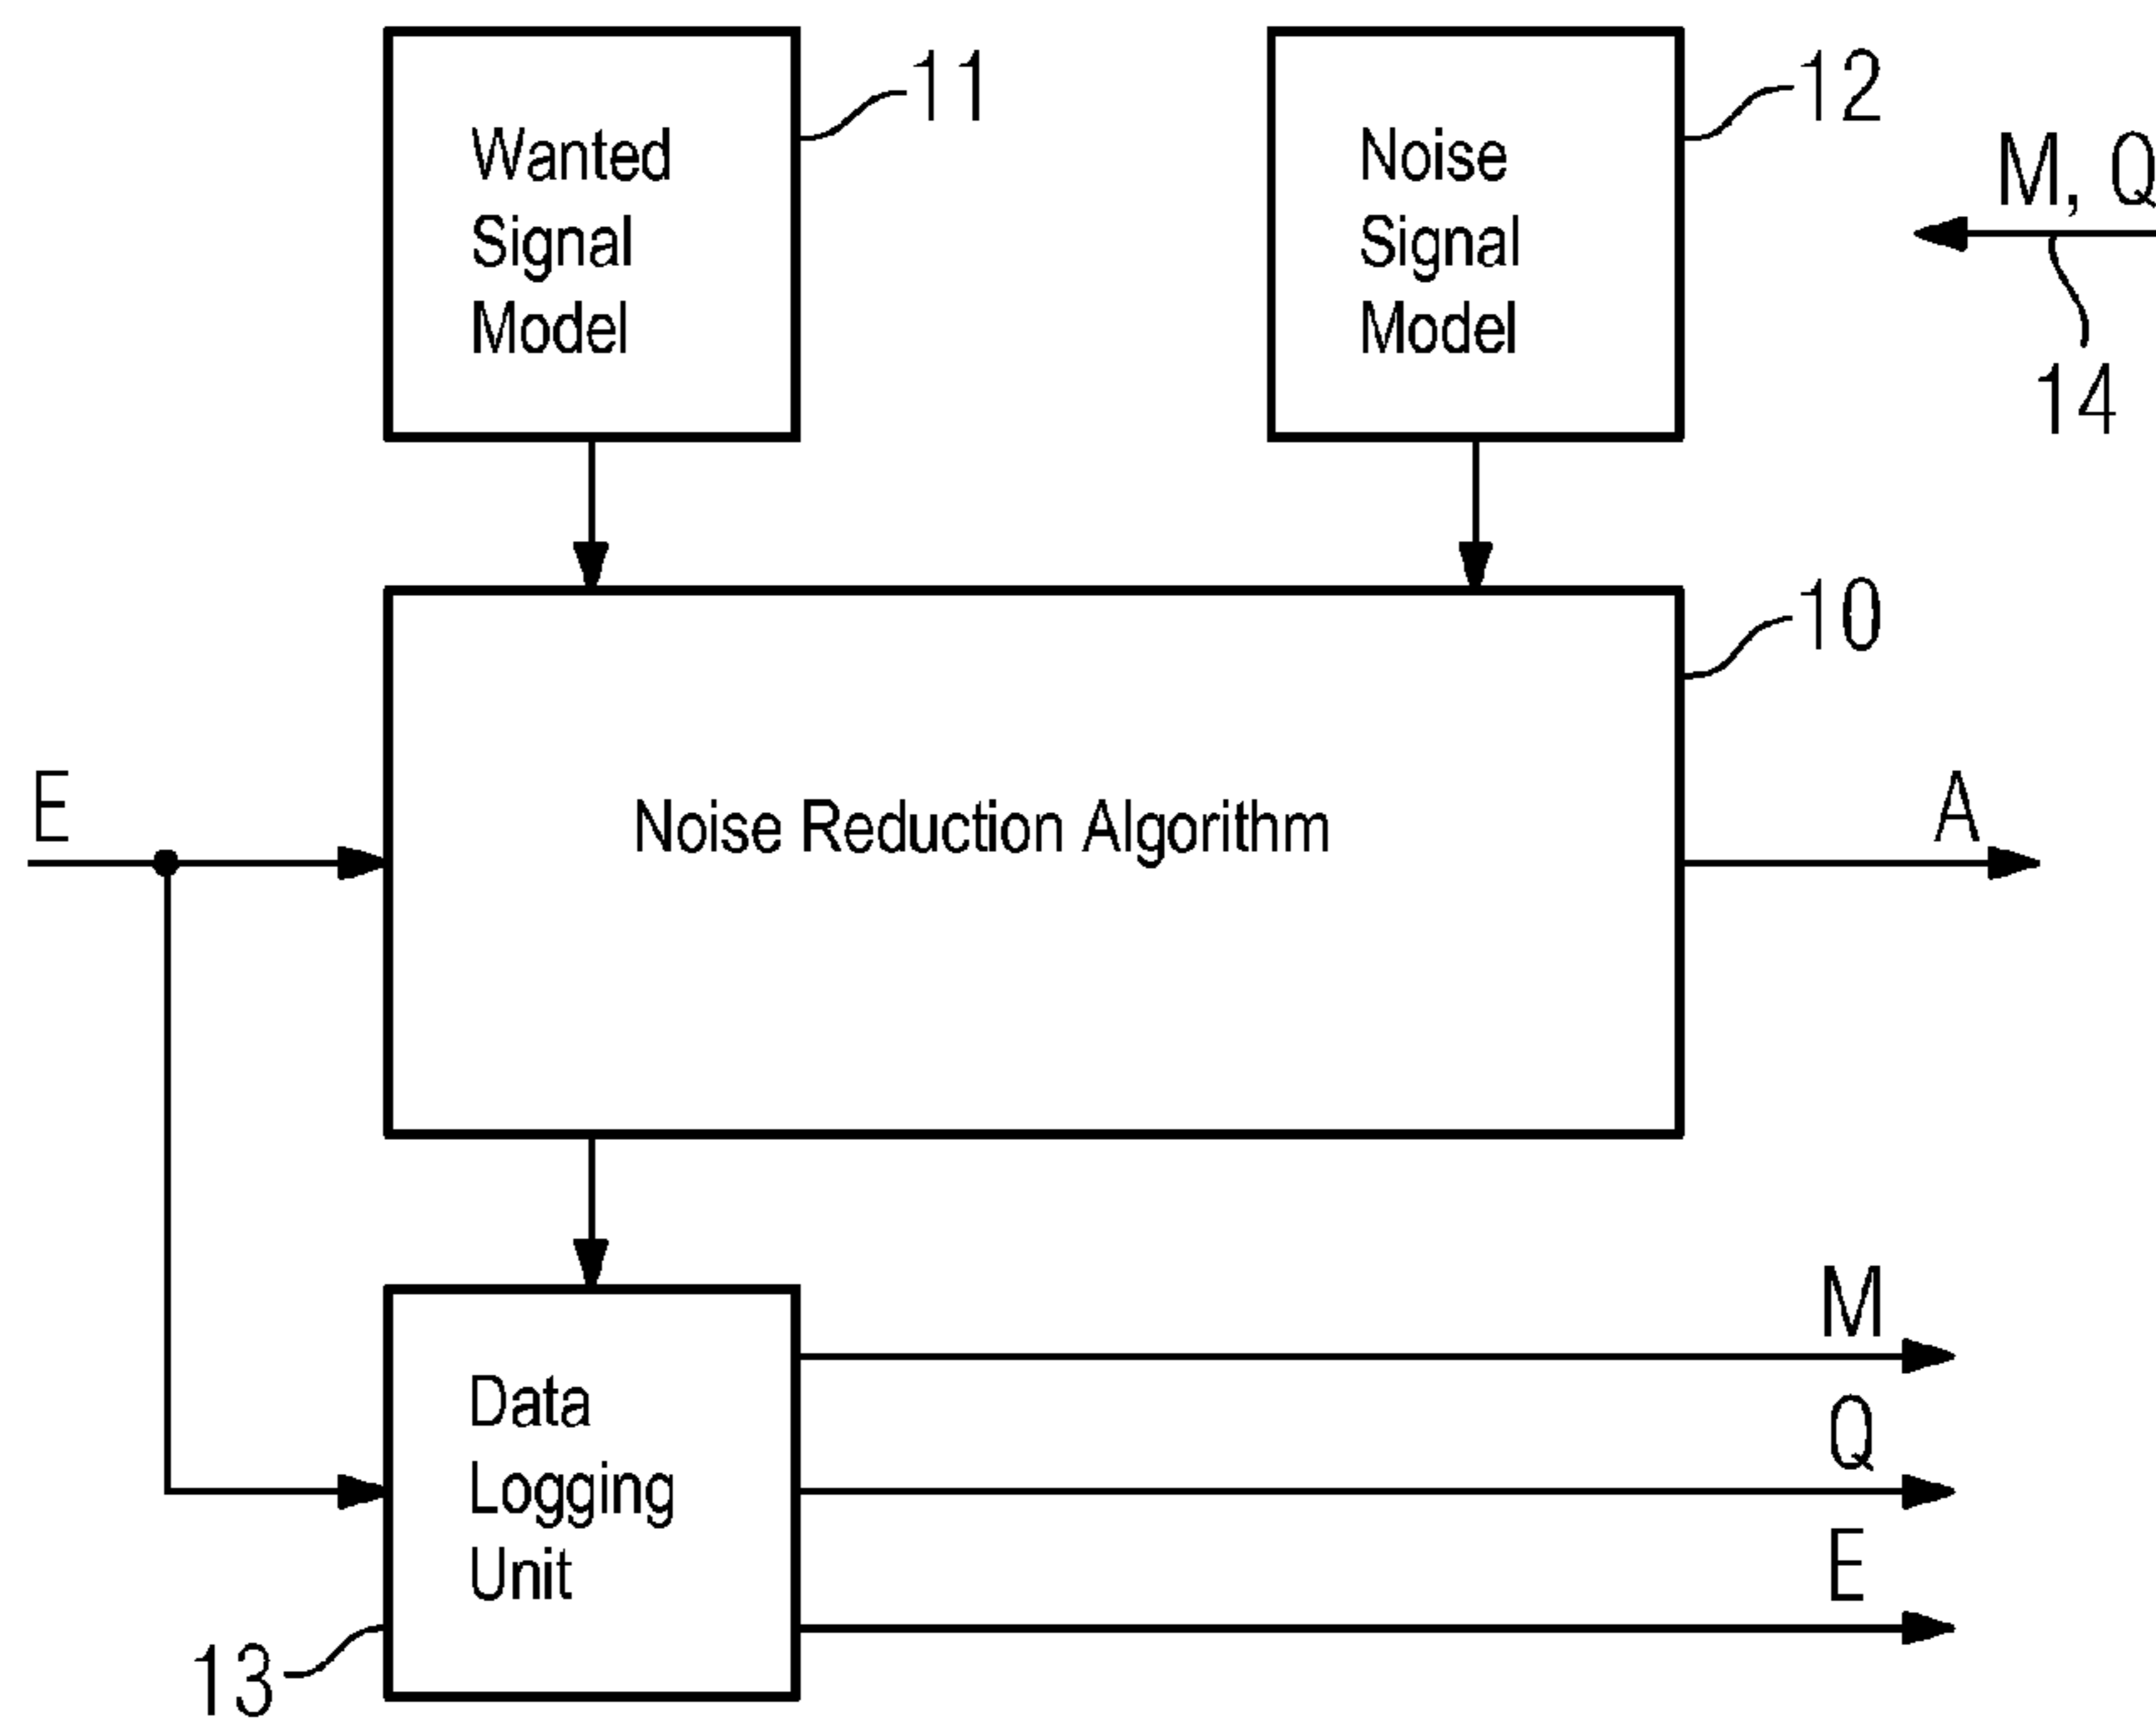 Wanted
Signal
Model
11
Noise
Signal
Model
12
M, Q
14
10
E
Noise Reduction Algorithm
A
Data
Logging
Unit
13
M
Q
E